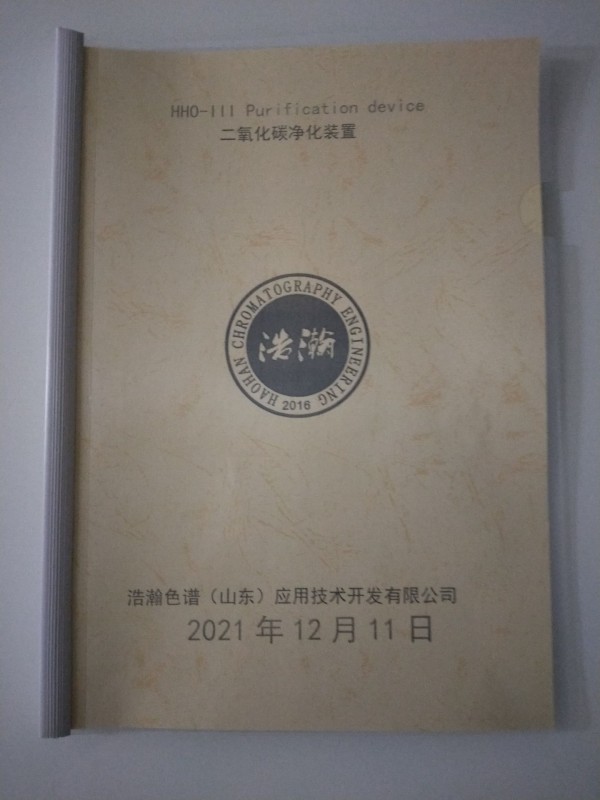 HHO-III Purification device
二氧化碳净化装置
HAOHAN CHROMATOGRAPHY ENGINEERING
浩瀚
2016
浩瀚色谱（山东）应用技术开发有限公司
2021 年 12 月 11 日